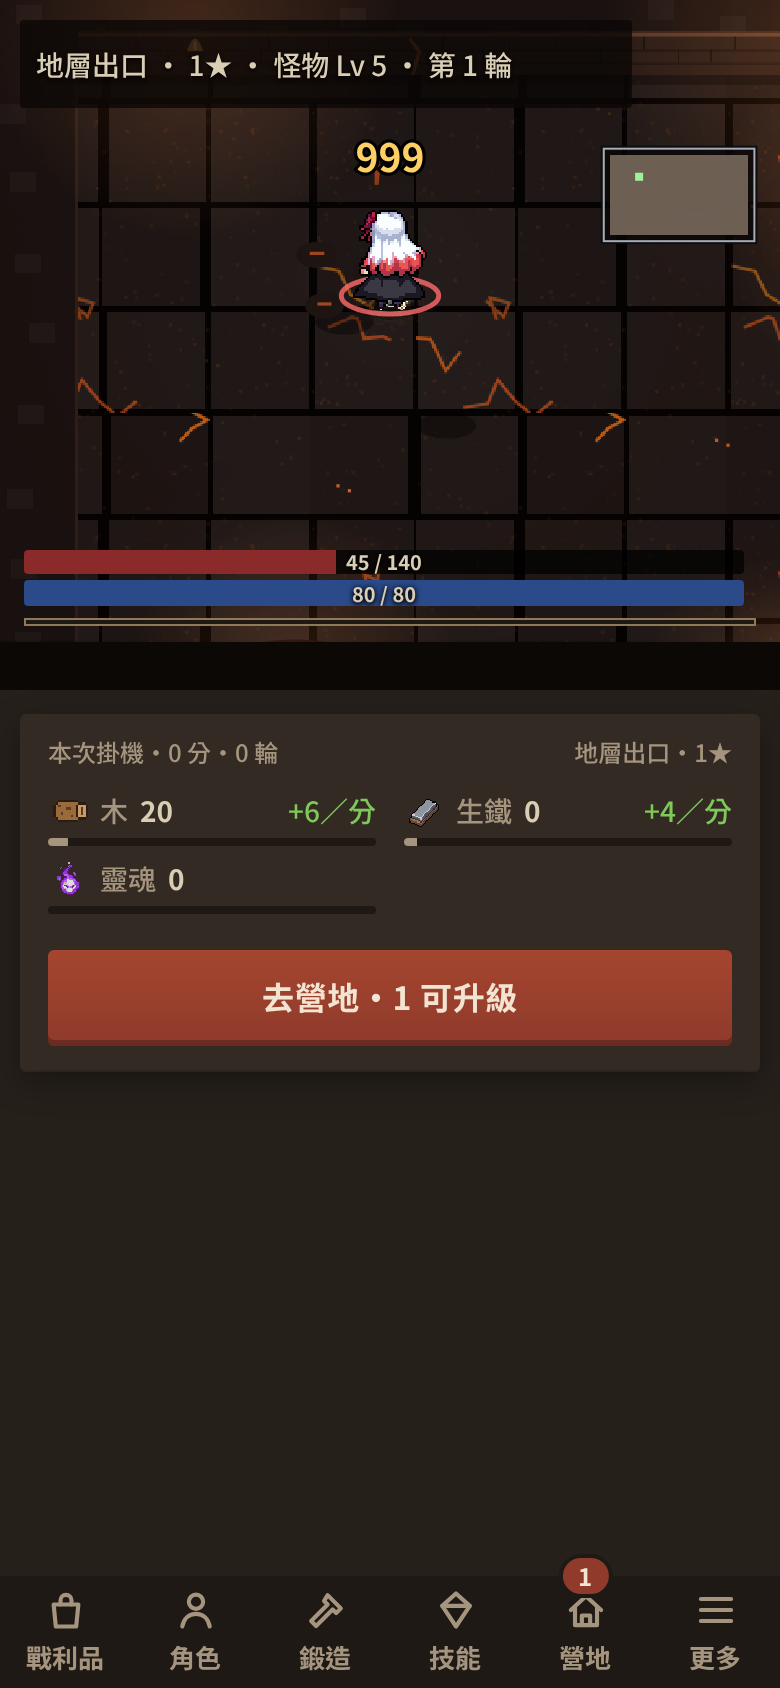 地層出口 · 1★ · 怪物 Lv 5 · 第 1 輪
999
45 / 140
80 / 80
本次掛機·0 分·0 輪
地層出口·1★
木 20 +6／分
生鐵 0 +4／分
靈魂 0
去營地·1 可升級
1
戰利品
角色
鍛造
技能
營地
更多